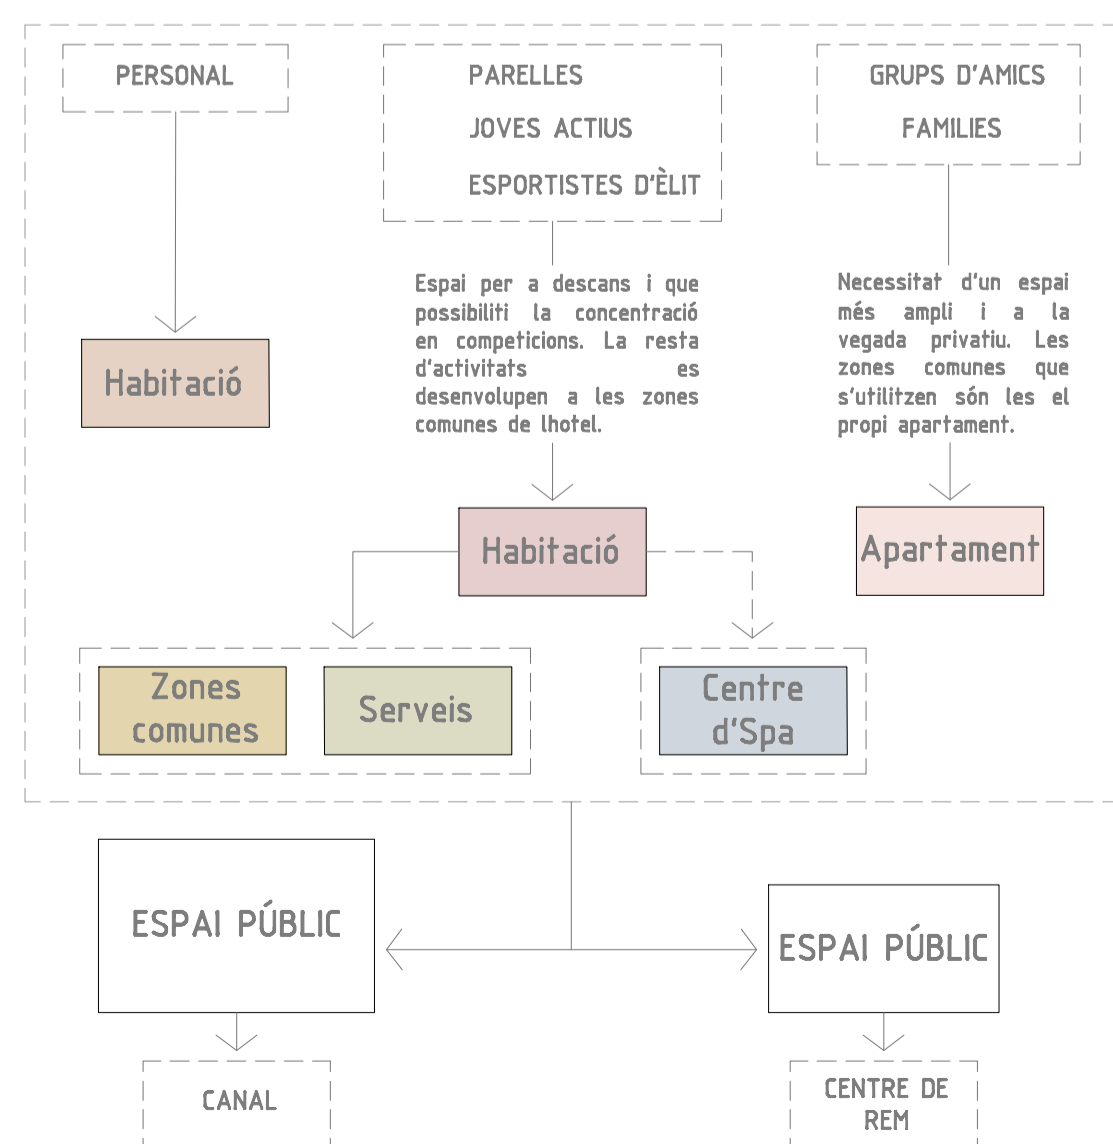 PERSONAL
PARELLES
JOVES ACTIUS
ESPORTISTES D'ÈLIT
GRUPS D'AMICS
FAMILIES
Espai per a descans i que
possibiliti la concentració
en competicions. La resta
d'activitats es
desenvolupen a les zones
comunes de lhotel.
Necessitat d'un espai
més ampli i a la
vegada privatiu. Les
zones comunes que
s'utilitzen són les el
propi apartament.
Habitació
Habitació
Apartament
Zones
comunes
Serveis
Centre
d'Spa
ESPAI PÚBLIC
ESPAI PÚBLIC
CANAL
CENTRE DE
REM